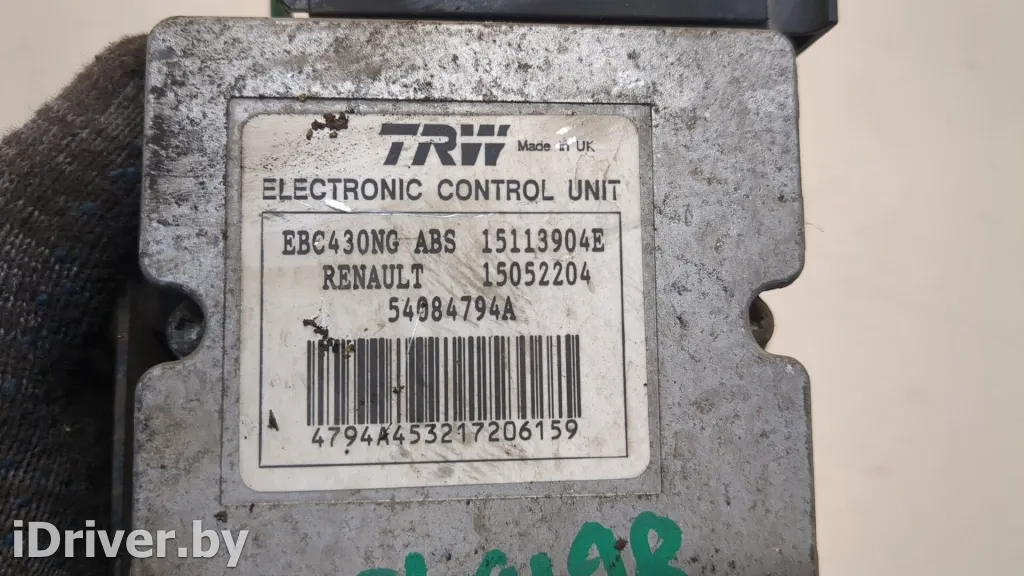 TRW Made in UK
ELECTRONIC CONTROL UNIT
EBC430NG ABS 15113904E
RENAULT 15052204
54084794A
4794A453217206159
iDriver.by